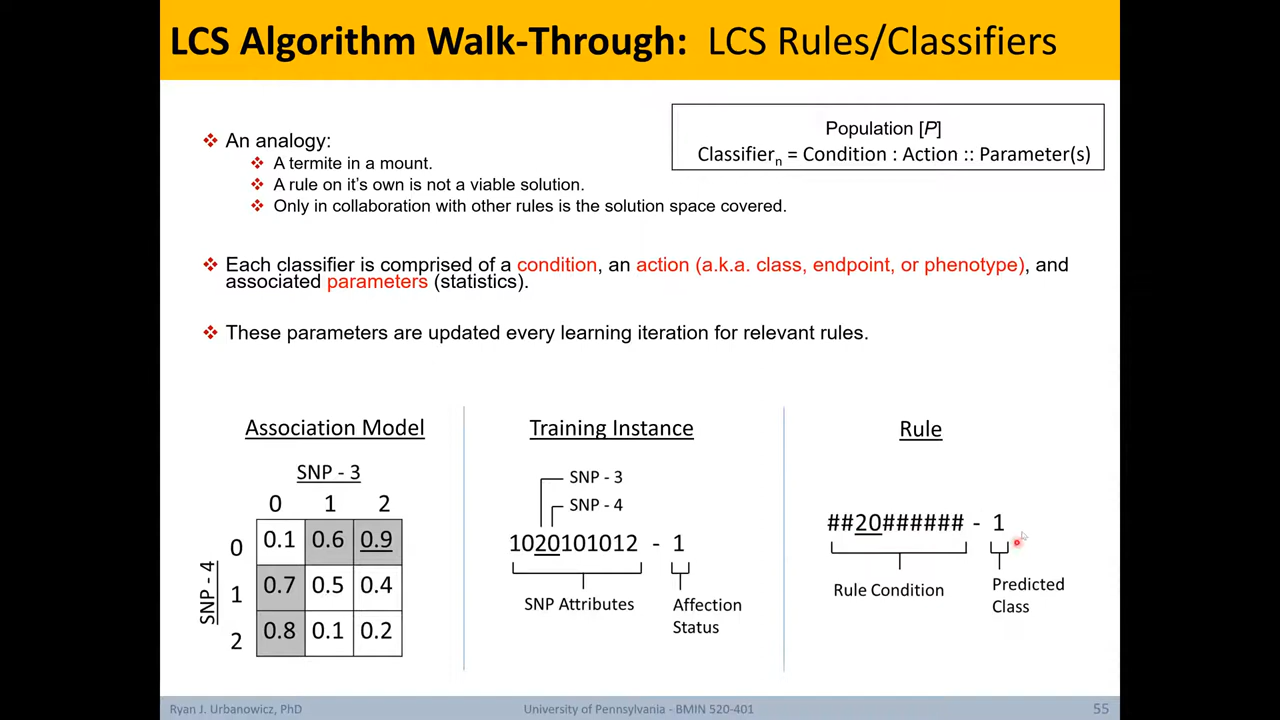 LCS Algorithm Walk-Through: LCS Rules/Classifiers
Population [P]
Classifiern = Condition : Action :: Parameter(s)
❖ An analogy:
❖ A termite in a mount.
❖ A rule on it's own is not a viable solution.
❖ Only in collaboration with other rules is the solution space covered.
❖ Each classifier is comprised of a condition, an action (a.k.a. class, endpoint, or phenotype), and
associated parameters (statistics).
❖ These parameters are updated every learning iteration for relevant rules.
Association Model
SNP - 3
0 1 2
SNP - 4
0 0.1 0.6 0.9
1 0.7 0.5 0.4
2 0.8 0.1 0.2
Training Instance
SNP - 3
SNP - 4
1020101012 - 1
SNP Attributes
Affection
Status
Rule
##20###### - 1
Rule Condition
Predicted
Class
Ryan J. Urbanowicz, PhD
University of Pennsylvania - BMIN 520-401
55